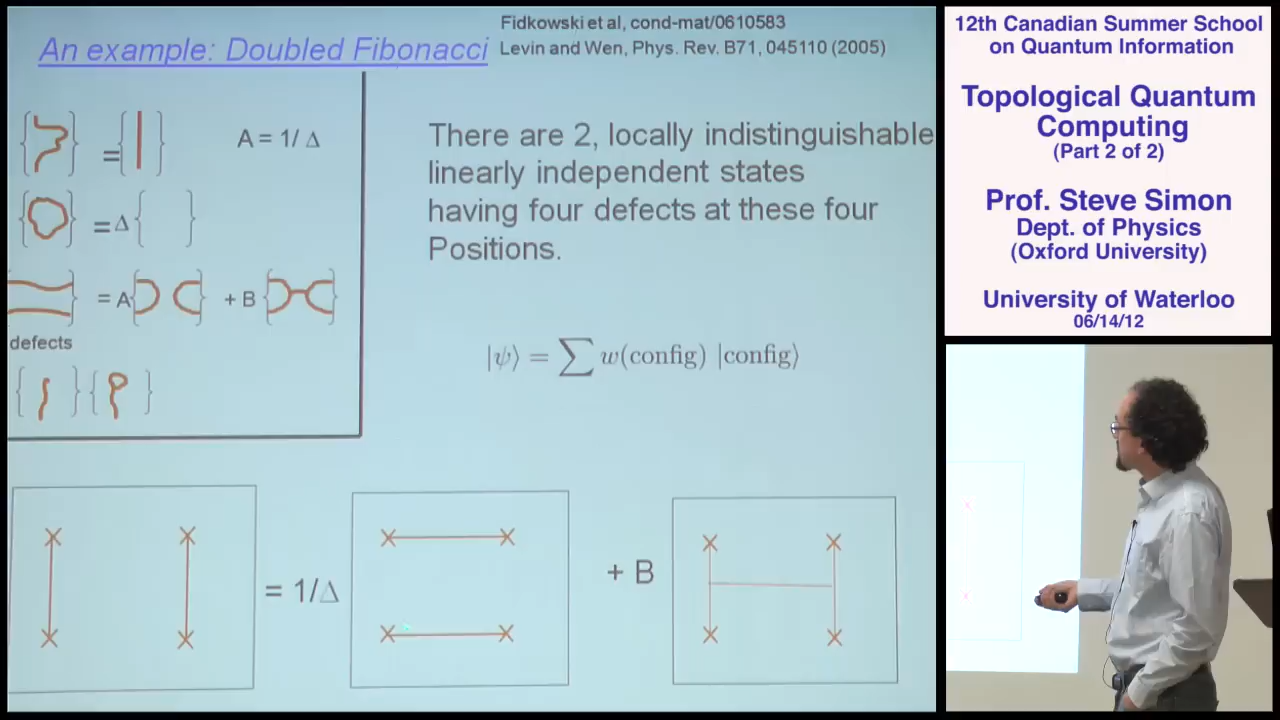 Fidkowski et al, cond-mat/0610583
An example: Doubled Fibonacci
Levin and Wen, Phys. Rev. B71, 045110 (2005)
=
A = 1/ Δ
= Δ
= A
+ B
defects
There are 2, locally indistinguishable
linearly independent states
having four defects at these four
Positions.
|ψ⟩ = ∑ w(config) |config⟩
= 1/Δ
+ B
12th Canadian Summer School
on Quantum Information
Topological Quantum
Computing
(Part 2 of 2)
Prof. Steve Simon
Dept. of Physics
(Oxford University)
University of Waterloo
06/14/12